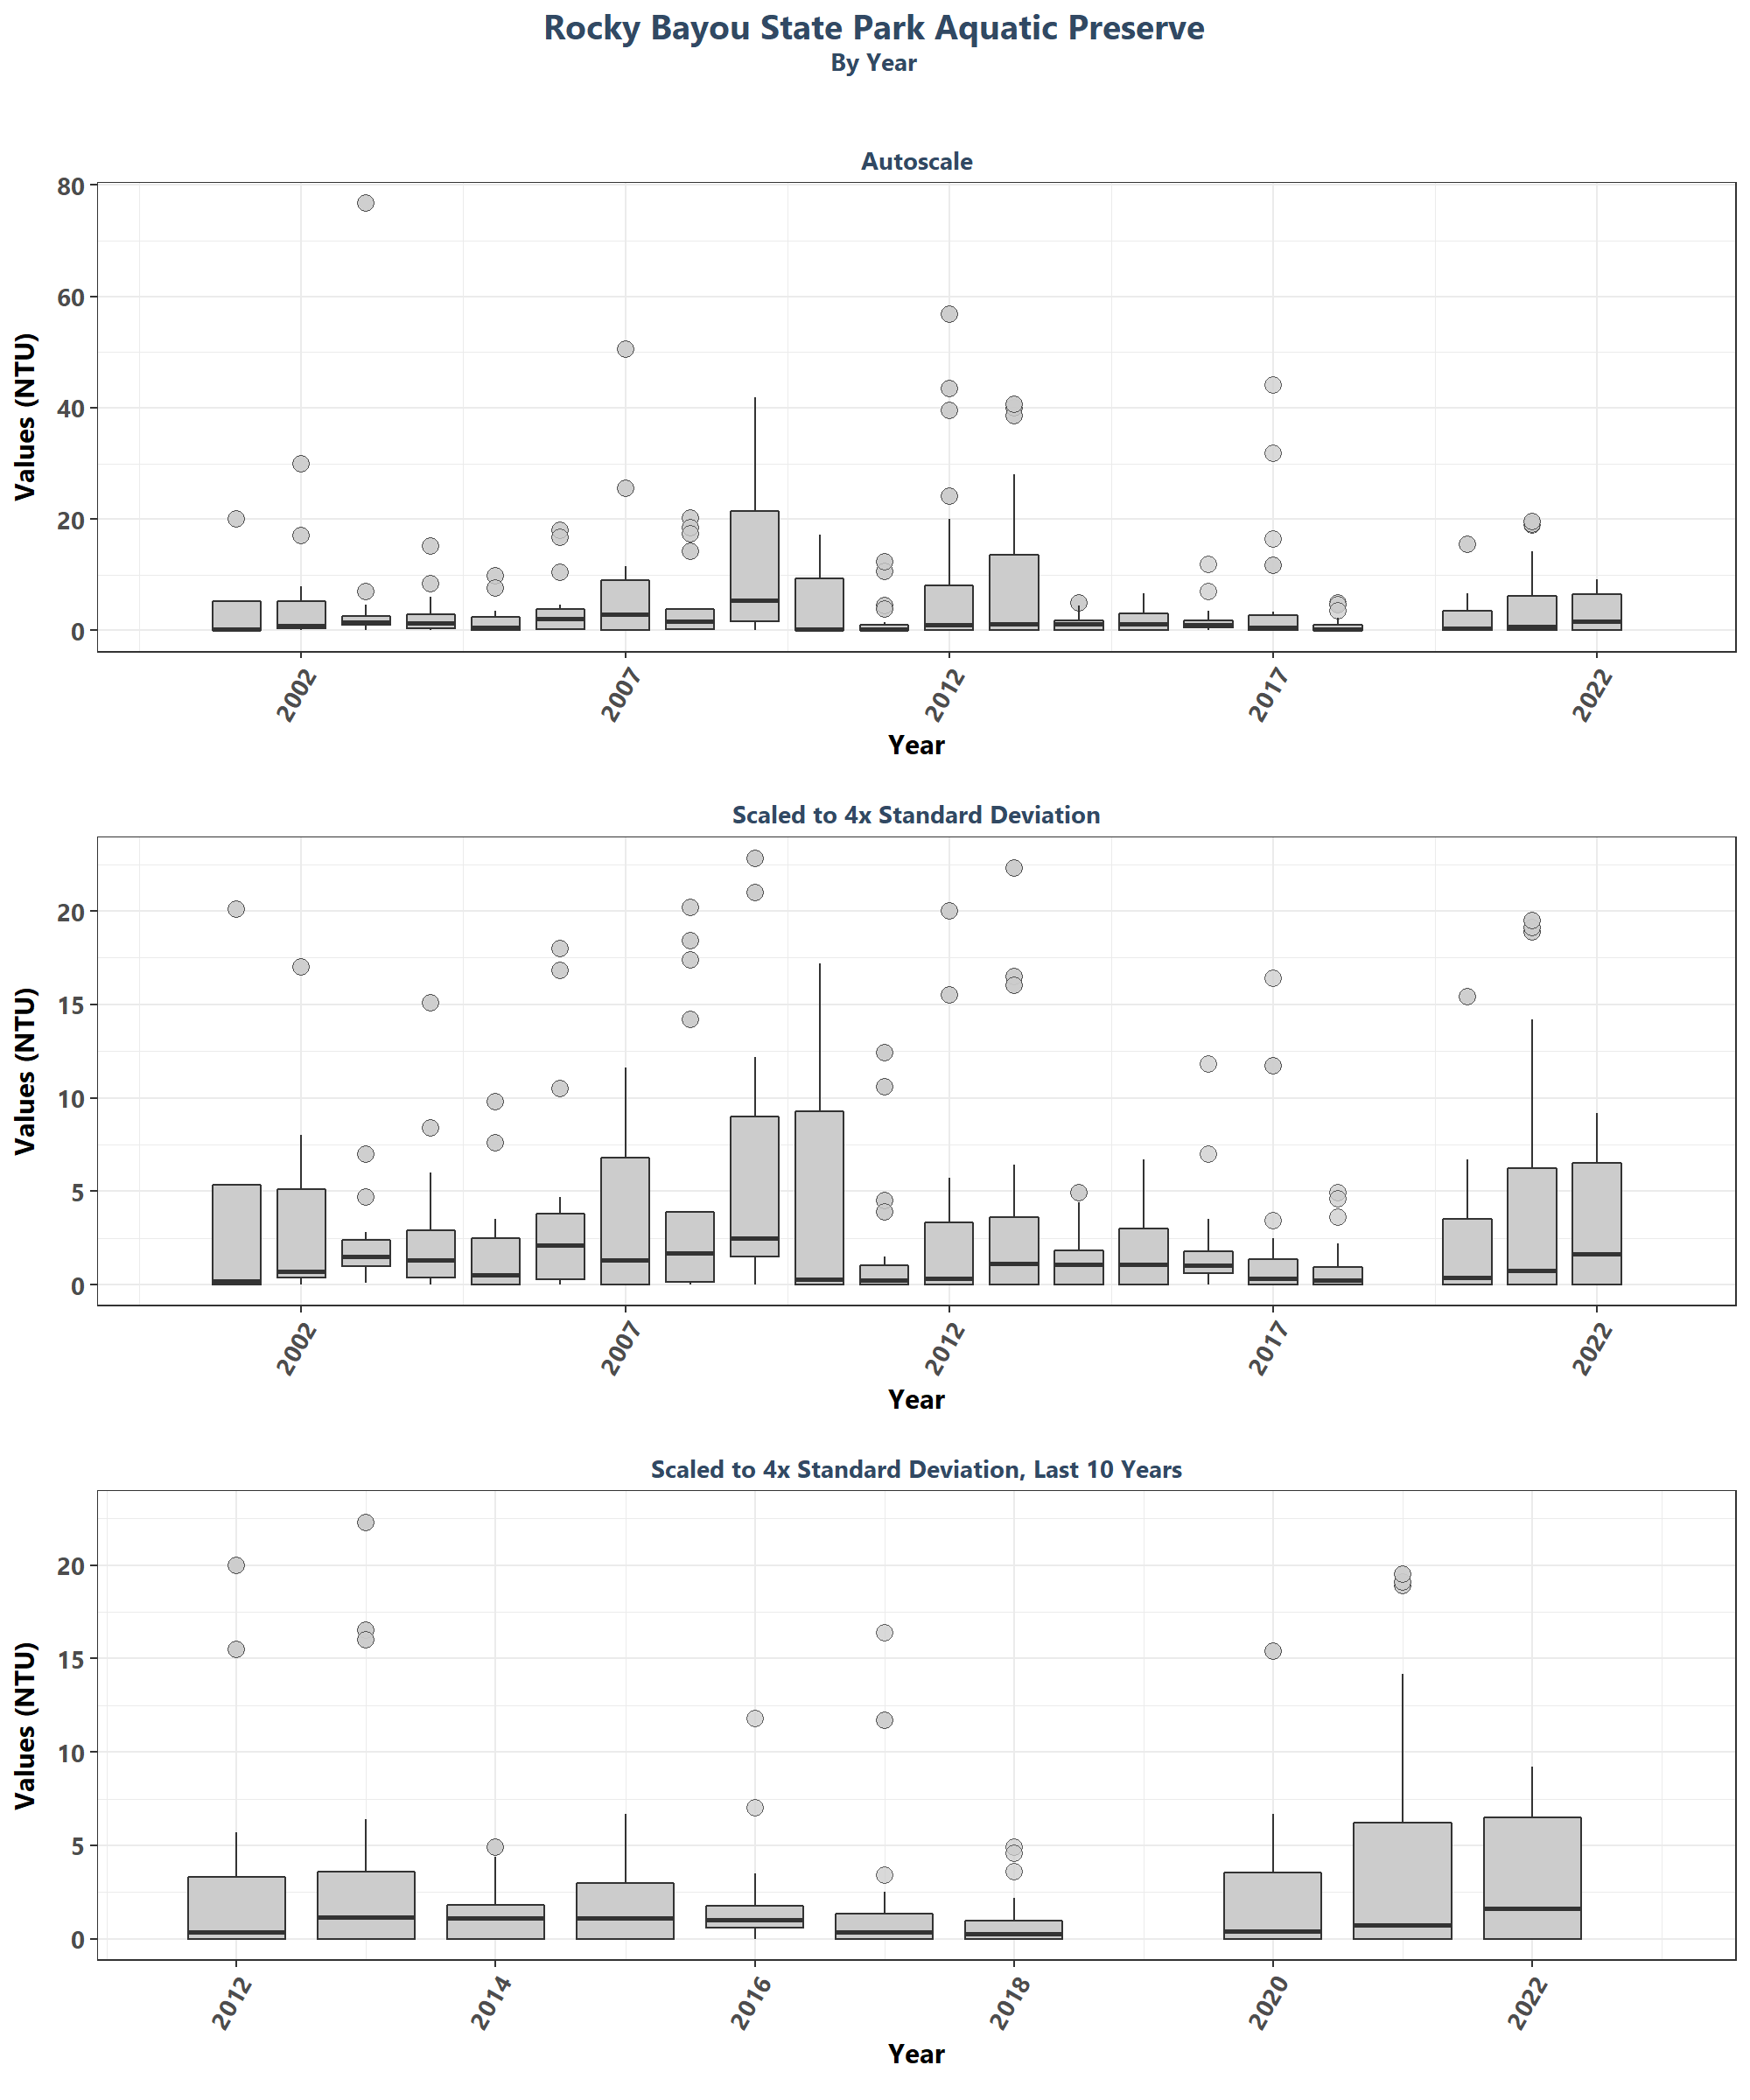 Rocky Bayou State Park Aquatic Preserve
By Year
Autoscale
80
60
40
20
0
Values (NTU)
2002 2007 2012 2017 2022
Year
Scaled to 4x Standard Deviation
20
15
10
5
0
Values (NTU)
2002 2007 2012 2017 2022
Year
Scaled to 4x Standard Deviation, Last 10 Years
20
15
10
5
0
Values (NTU)
2012 2014 2016 2018 2020 2022
Year